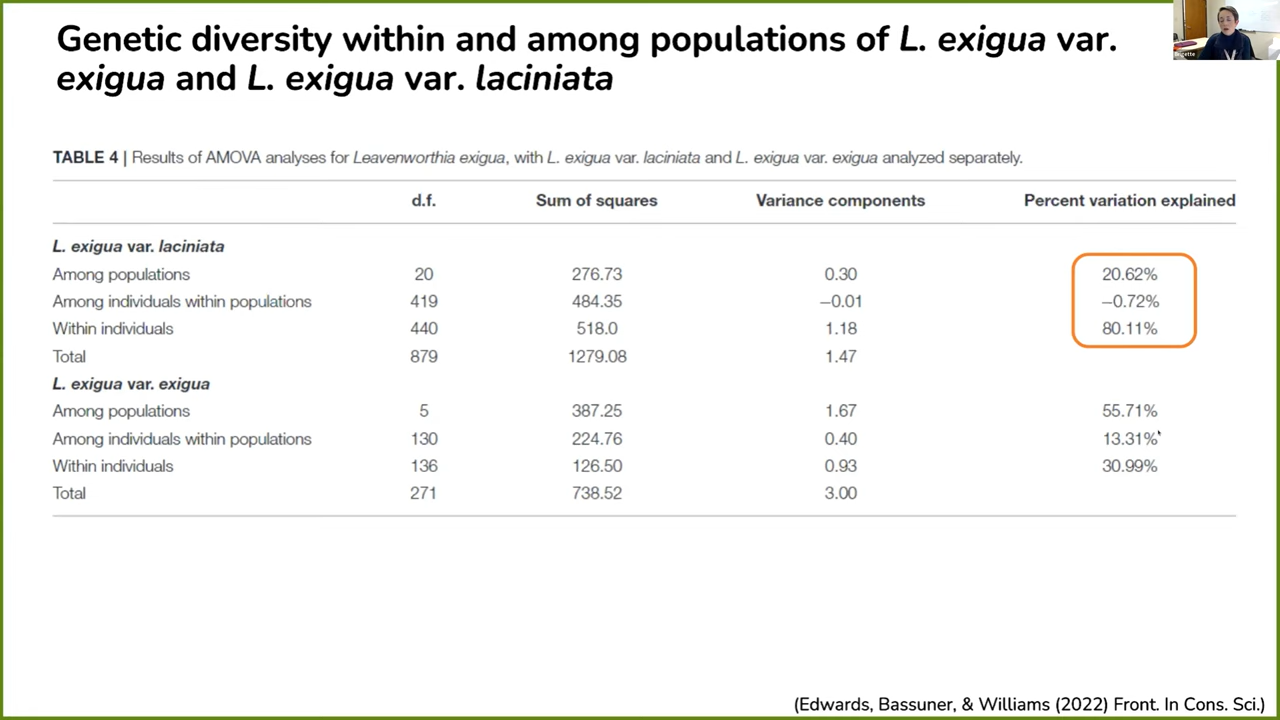 Genetic diversity within and among populations of L. exigua var.
exigua and L. exigua var. laciniata
TABLE 4 | Results of AMOVA analyses for Leavenworthia exigua, with L. exigua var. laciniata and L. exigua var. exigua analyzed separately.
d.f. Sum of squares Variance components Percent variation explained
L. exigua var. laciniata
Among populations 20 276.73 0.30 20.62%
Among individuals within populations 419 484.35 −0.01 −0.72%
Within individuals 440 518.0 1.18 80.11%
Total 879 1279.08 1.47
L. exigua var. exigua
Among populations 5 387.25 1.67 55.71%
Among individuals within populations 130 224.76 0.40 13.31%
Within individuals 136 126.50 0.93 30.99%
Total 271 738.52 3.00
(Edwards, Bassuner, & Williams (2022) Front. In Cons. Sci.)